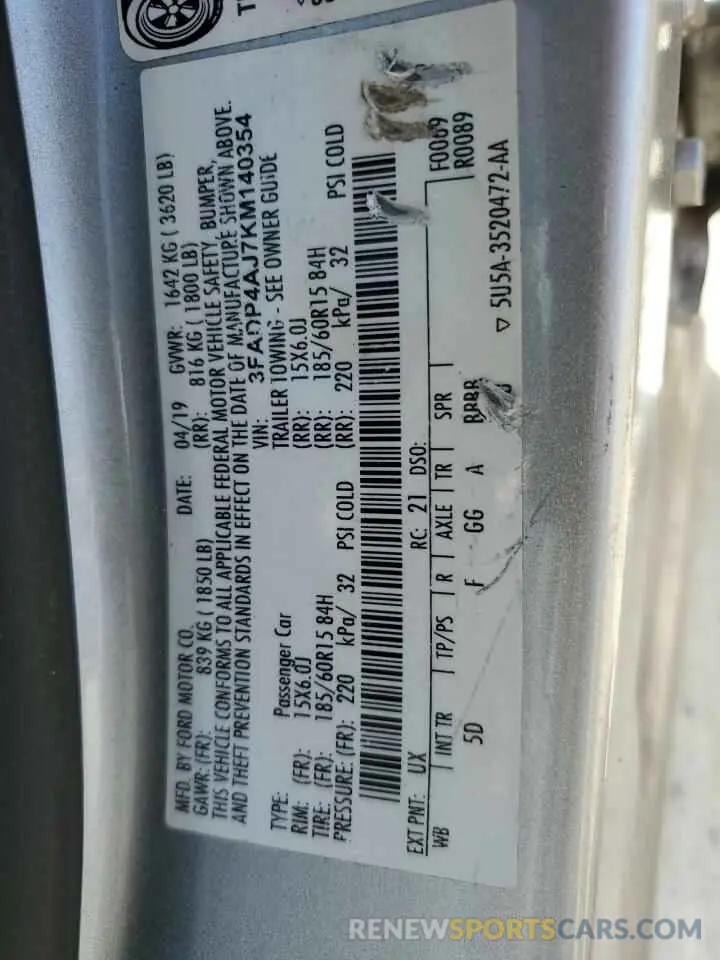 MFD. BY FORD MOTOR CO. DATE: 04/19 GVWR: 1642 KG ( 3620 LB)
GAWR: (FR): 839 KG ( 1850 LB) (RR): 816 KG ( 1800 LB)
THIS VEHICLE CONFORMS TO ALL APPLICABLE FEDERAL MOTOR VEHICLE SAFETY, BUMPER,
AND THEFT PREVENTION STANDARDS IN EFFECT ON THE DATE OF MANUFACTURE SHOWN ABOVE.
VIN: 3FADP4AJ7KM140354
TYPE: Passenger Car TRAILER TOWING - SEE OWNER GUIDE
RIM: (FR): 15X6.0J (RR): 15X6.0J
TIRE: (FR): 185/60R15 84H (RR): 185/60R15 84H
PRESSURE: (FR): 220 kPa/ 32 PSI COLD (RR): 220 kPa/ 32 PSI COLD
EXT PNT: UX RC: 21 DSO: F0069
WB INT TR TP/PS R AXLE TR SPR R0089
5D F GG A
▽ 5U5A-3520472-AA
RENEWSPORTSCARS.COM